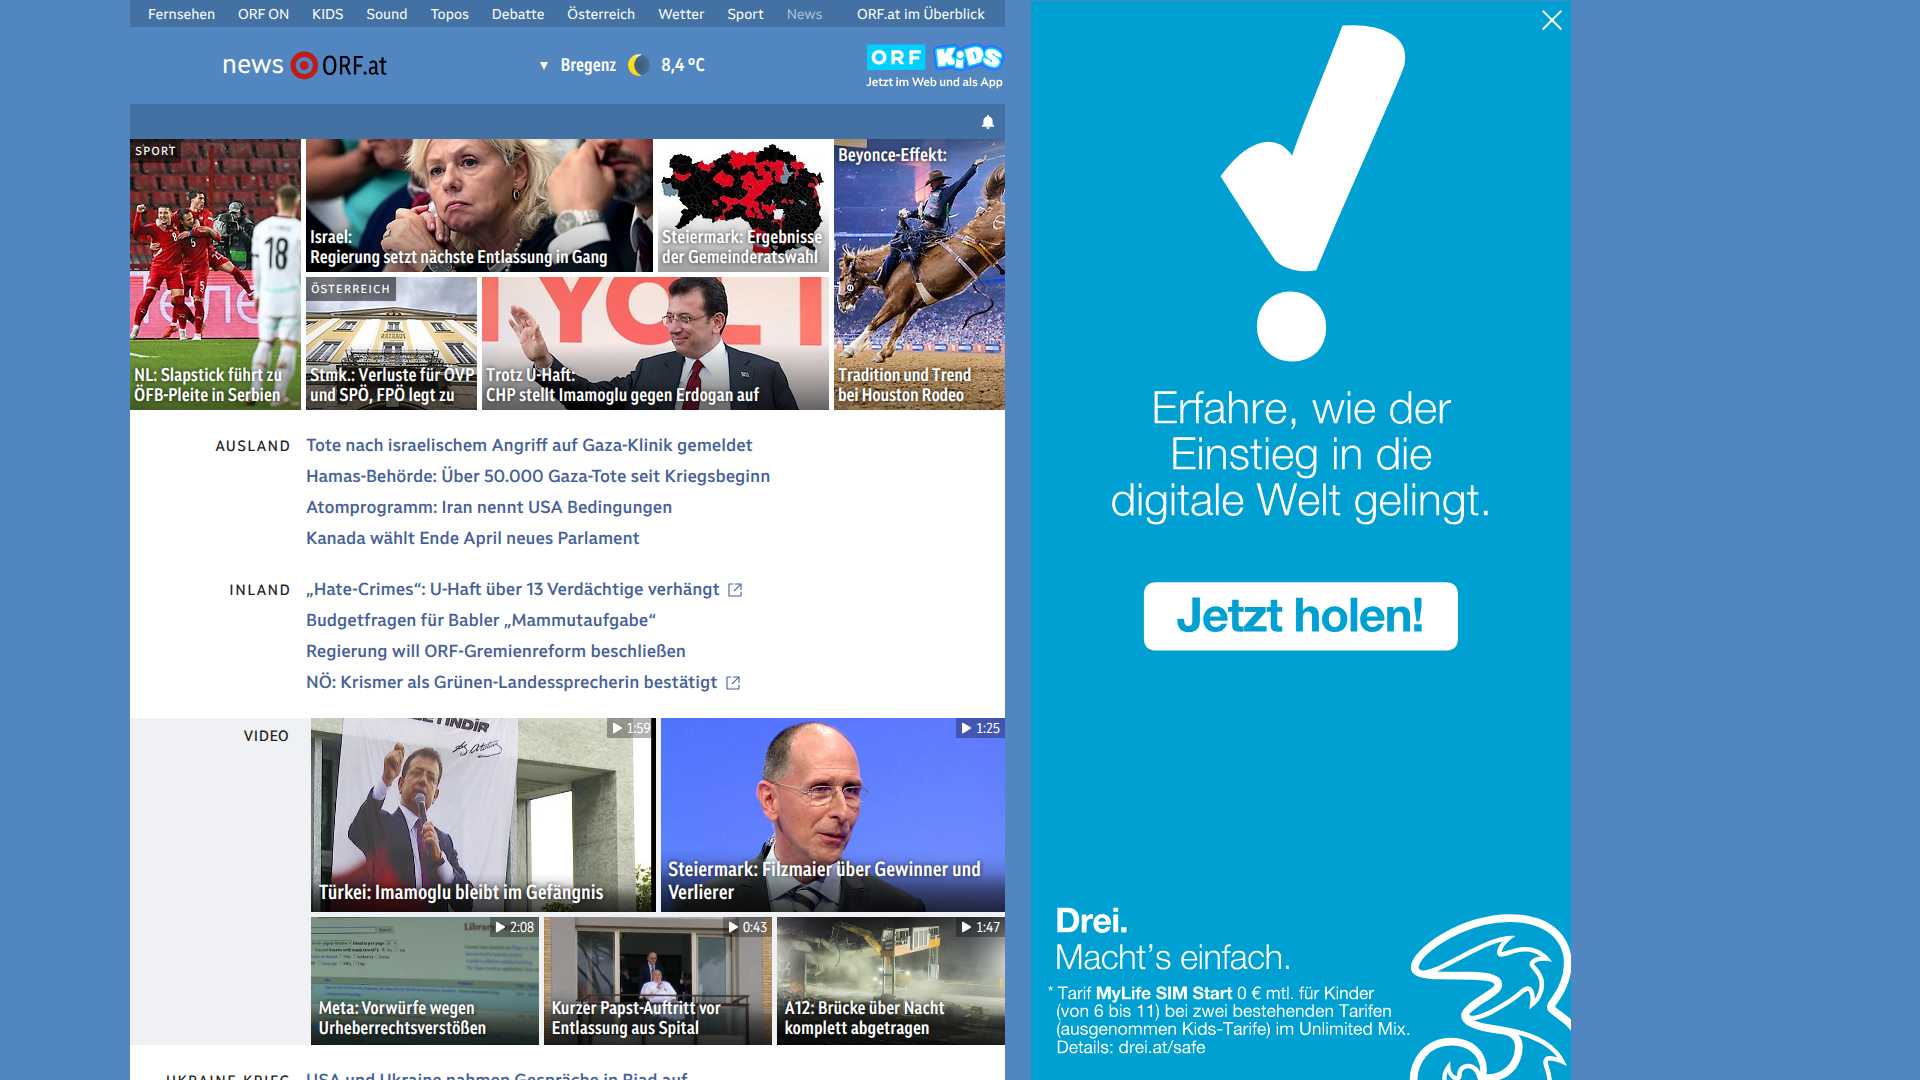 Fernsehen ORF ON KIDS Sound Topos Debatte Österreich Wetter Sport News ORF.at im Überblick
news ORF.at
▼ Bregenz 8,4 °C
ORF KiDS
Jetzt im Web und als App
SPORT
18
NL: Slapstick führt zu
ÖFB-Pleite in Serbien
Israel:
Regierung setzt nächste Entlassung in Gang
Steiermark: Ergebnisse
der Gemeinderatswahl
Beyonce-Effekt:
Tradition und Trend
bei Houston Rodeo
ÖSTERREICH
Stmk.: Verluste für ÖVP
und SPÖ, FPÖ legt zu
Trotz U-Haft:
CHP stellt Imamoglu gegen Erdogan auf
AUSLAND
Tote nach israelischem Angriff auf Gaza-Klinik gemeldet
Hamas-Behörde: Über 50.000 Gaza-Tote seit Kriegsbeginn
Atomprogramm: Iran nennt USA Bedingungen
Kanada wählt Ende April neues Parlament
INLAND
„Hate-Crimes“: U-Haft über 13 Verdächtige verhängt
Budgetfragen für Babler „Mammutaufgabe“
Regierung will ORF-Gremienreform beschließen
NÖ: Krismer als Grünen-Landessprecherin bestätigt
VIDEO
1:59
Türkei: Imamoglu bleibt im Gefängnis
1:25
Steiermark: Filzmaier über Gewinner und
Verlierer
2:08
Meta: Vorwürfe wegen
Urheberrechtsverstößen
0:43
Kurzer Papst-Auftritt vor
Entlassung aus Spital
1:47
A12: Brücke über Nacht
komplett abgetragen
UKRAINE-KRIEG
USA und Ukraine nahmen Gespräche in Riad auf
Erfahre, wie der
Einstieg in die
digitale Welt gelingt.
Jetzt holen!
Drei.
Macht's einfach.
* Tarif MyLife SIM Start 0 € mtl. für Kinder
(von 6 bis 11) bei zwei bestehenden Tarifen
(ausgenommen Kids-Tarife) im Unlimited Mix.
Details: drei.at/safe